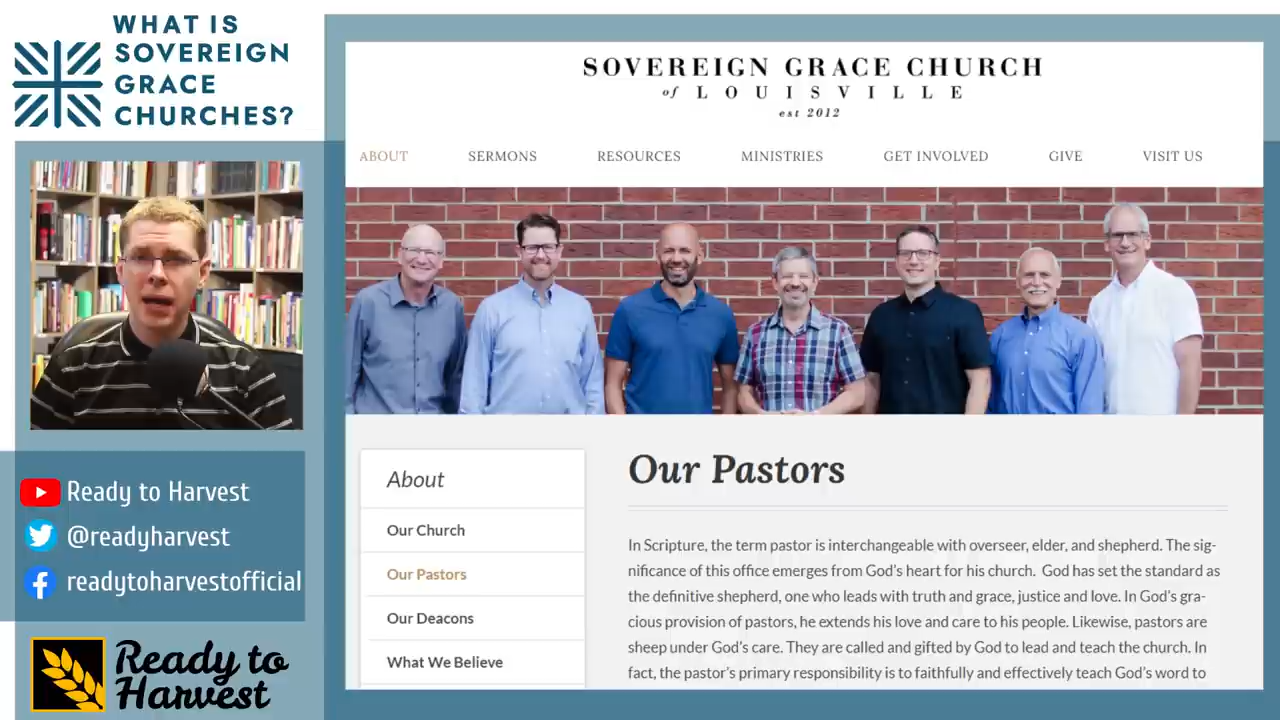 WHAT IS
SOVEREIGN
GRACE
CHURCHES?
Ready to Harvest
@readyharvest
readytoharvestofficial
Ready to
Harvest
SOVEREIGN GRACE CHURCH
of LOUISVILLE
est 2012
ABOUT SERMONS RESOURCES MINISTRIES GET INVOLVED GIVE VISIT US
About
Our Church
Our Pastors
Our Deacons
What We Believe
Our Pastors
In Scripture, the term pastor is interchangeable with overseer, elder, and shepherd. The sig-
nificance of this office emerges from God’s heart for his church. God has set the standard as
the definitive shepherd, one who leads with truth and grace, justice and love. In God’s gra-
cious provision of pastors, he extends his love and care to his people. Likewise, pastors are
sheep under God’s care. They are called and gifted by God to lead and teach the church. In
fact, the pastor’s primary responsibility is to faithfully and effectively teach God’s word to